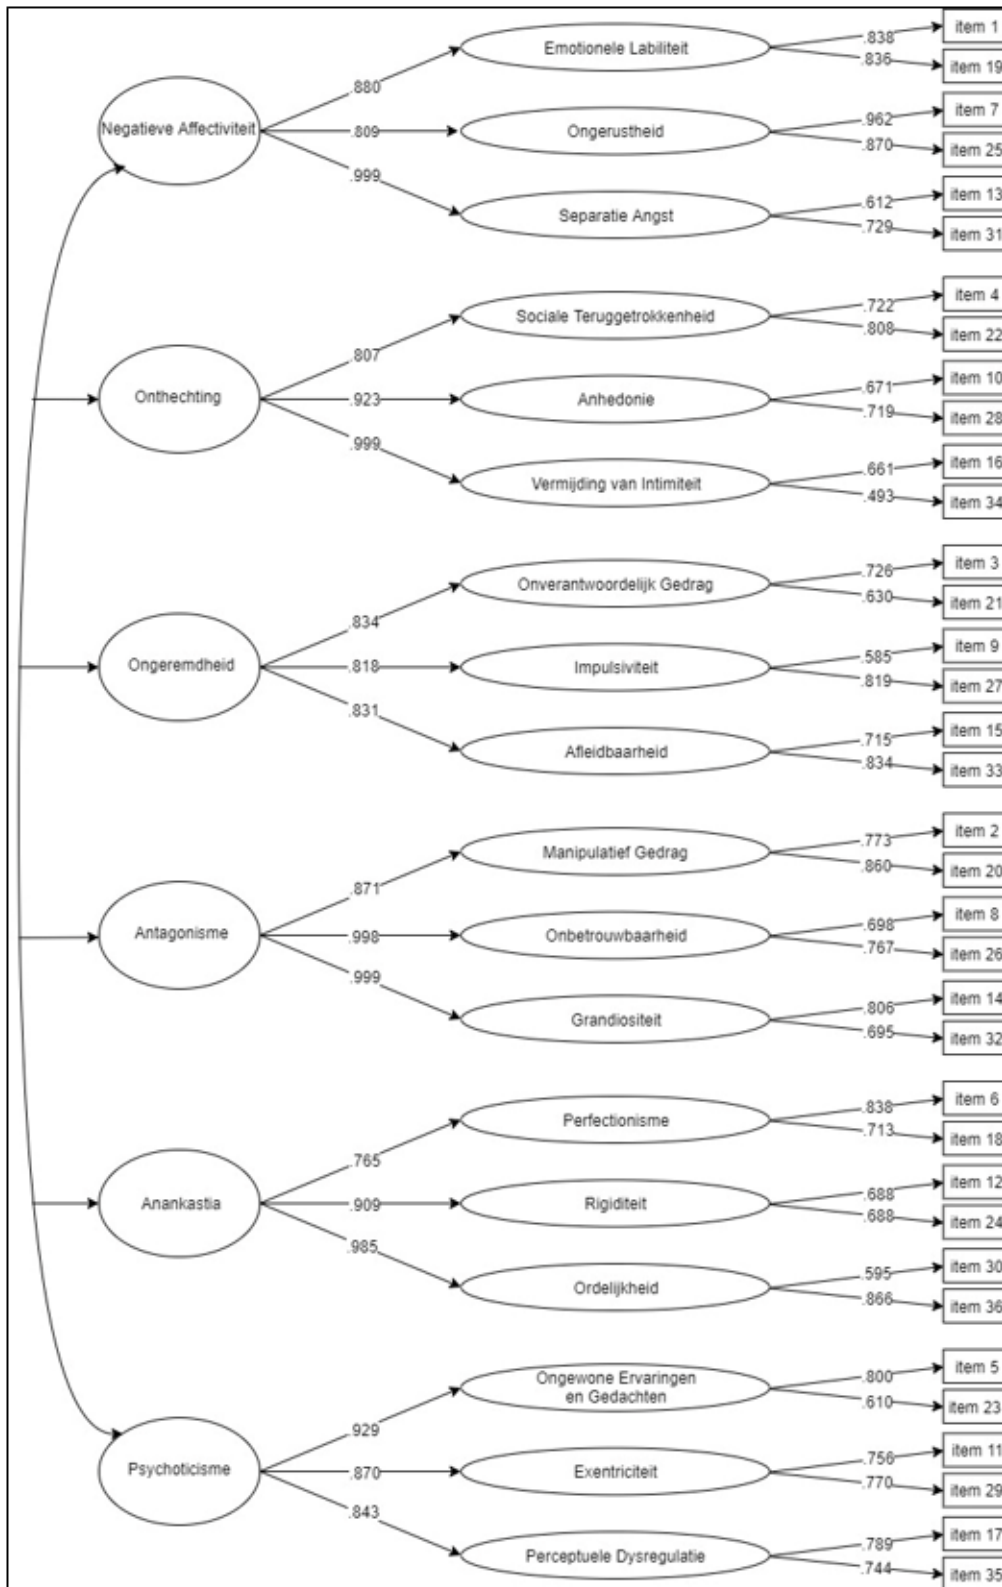 Negatieve Affectiviteit
.880
.809
.999
Emotionele Labiliteit
.838
.836
item 1
item 19
Ongerustheid
.962
.870
item 7
item 25
Separatie Angst
.612
.729
item 13
item 31
Onthechting
.807
.923
.999
Sociale Teruggetrokkenheid
.722
.808
item 4
item 22
Anhedonie
.671
.719
item 10
item 28
Vermijding van Intimiteit
.661
.493
item 16
item 34
Ongeremdheid
.834
.818
.831
Onverantwoordelijk Gedrag
.726
.630
item 3
item 21
Impulsiviteit
.585
.819
item 9
item 27
Afleidbaarheid
.715
.834
item 15
item 33
Antagonisme
.871
.998
.999
Manipulatief Gedrag
.773
.860
item 2
item 20
Onbetrouwbaarheid
.698
.767
item 8
item 26
Grandiositeit
.806
.695
item 14
item 32
Anankastia
.765
.909
.985
Perfectionisme
.838
.713
item 6
item 18
Rigiditeit
.688
.688
item 12
item 24
Ordelijkheid
.595
.866
item 30
item 36
Psychoticisme
.929
.870
.843
Ongewone Ervaringen
en Gedachten
.800
.610
item 5
item 23
Exentriciteit
.756
.770
item 11
item 29
Perceptuele Dysregulatie
.789
.744
item 17
item 35